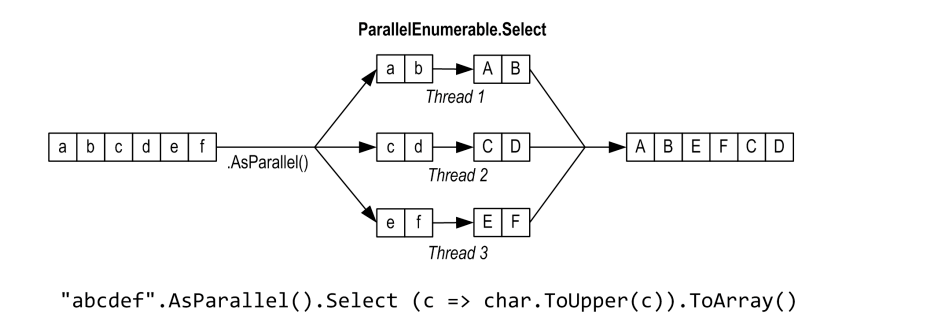 ParallelEnumerable.Select
a b A B
Thread 1
a b c d e f .AsParallel() c d C D A B E F C D
Thread 2
e f E F
Thread 3
"abcdef".AsParallel().Select (c => char.ToUpper(c)).ToArray()